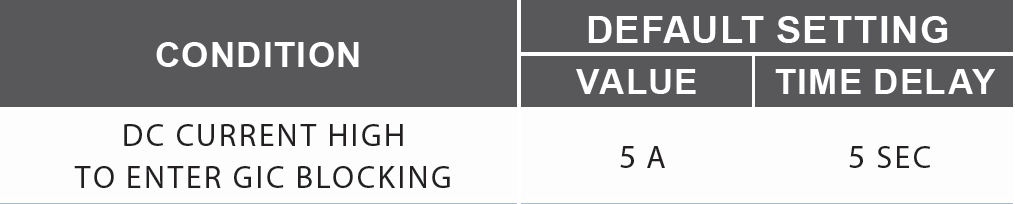 CONDITION
DEFAULT SETTING
VALUE
TIME DELAY
DC CURRENT HIGH
TO ENTER GIC BLOCKING
5 A
5 SEC